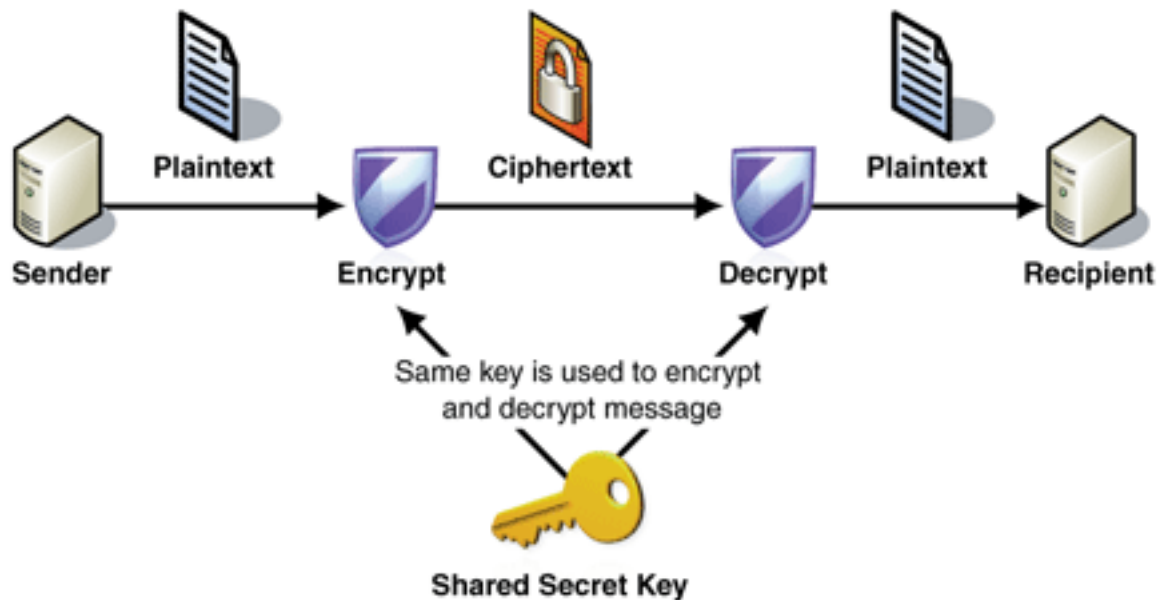 Plaintext
Ciphertext
Plaintext
Sender
Encrypt
Decrypt
Recipient
Same key is used to encrypt
and decrypt message
Shared Secret Key